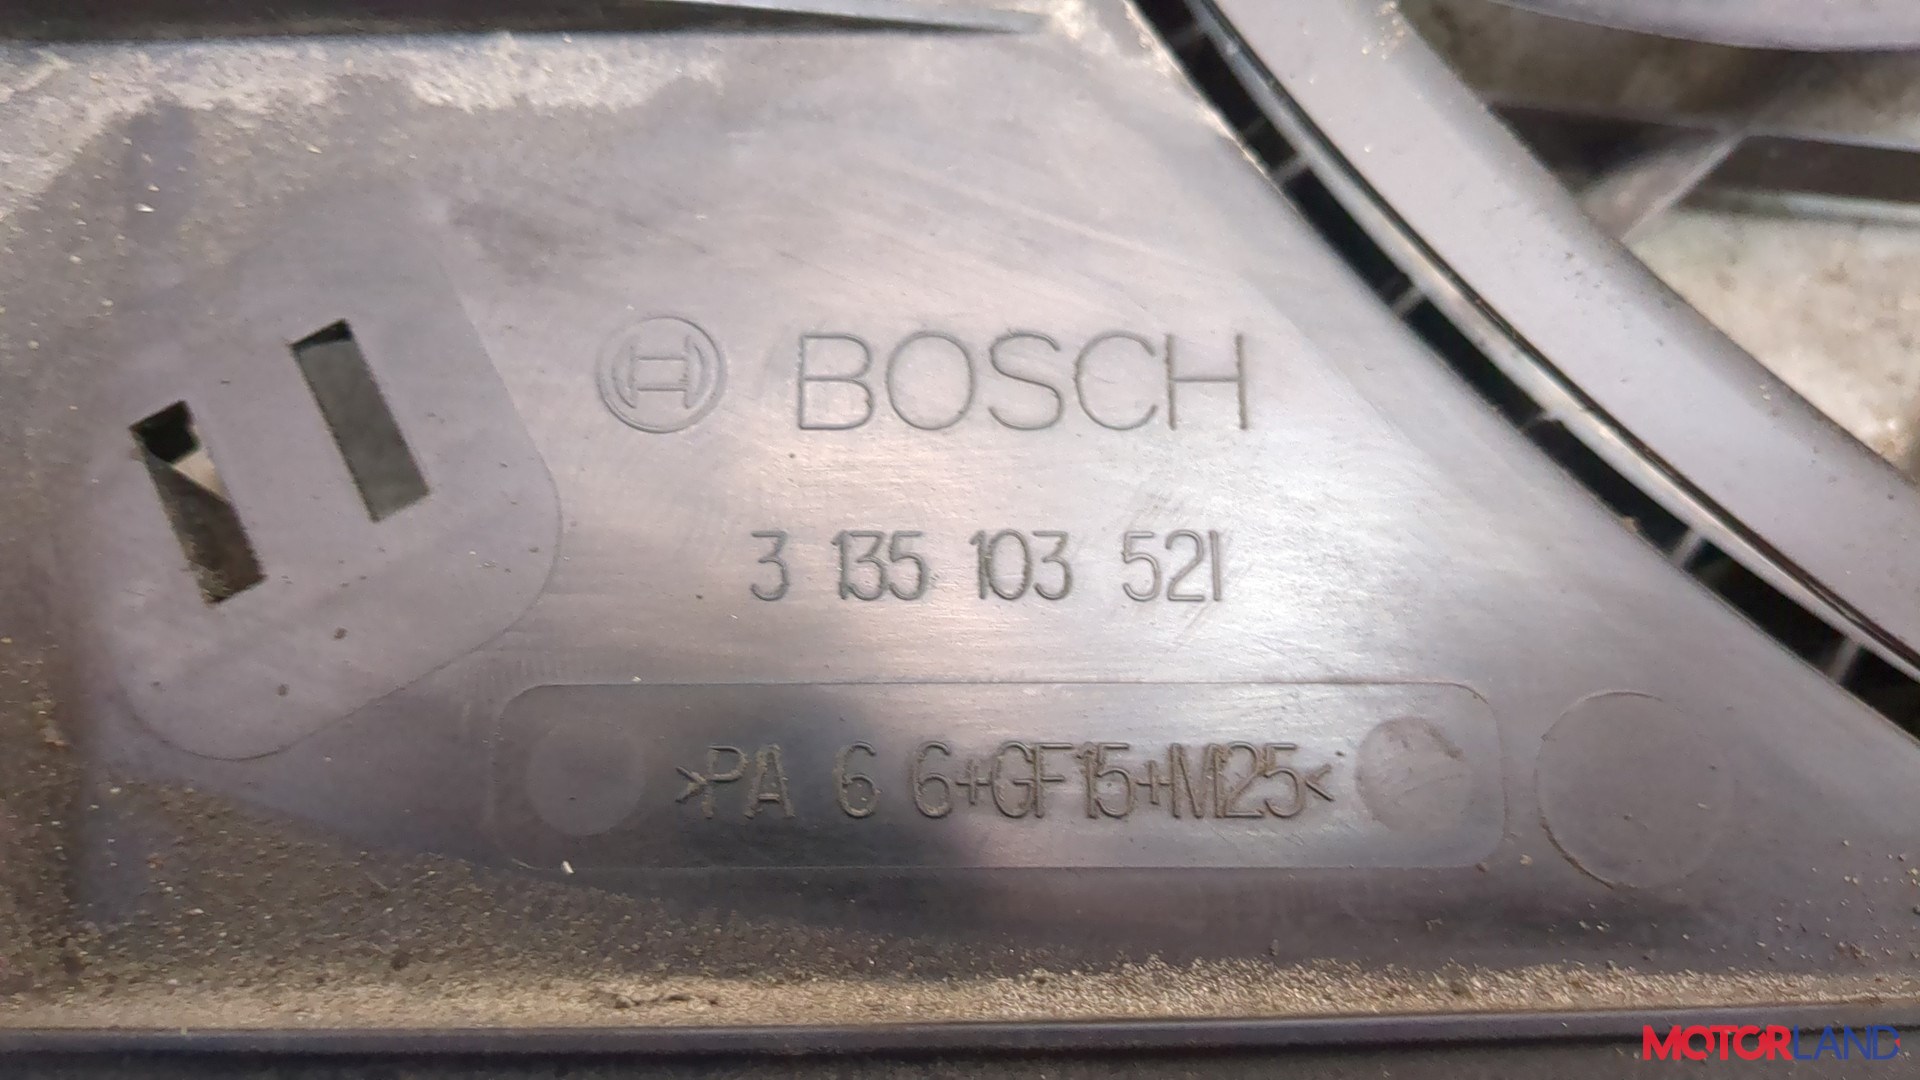 BOSCH
3 135 103 521
>PA 6 6+GF15+M25<
MOTORLAND